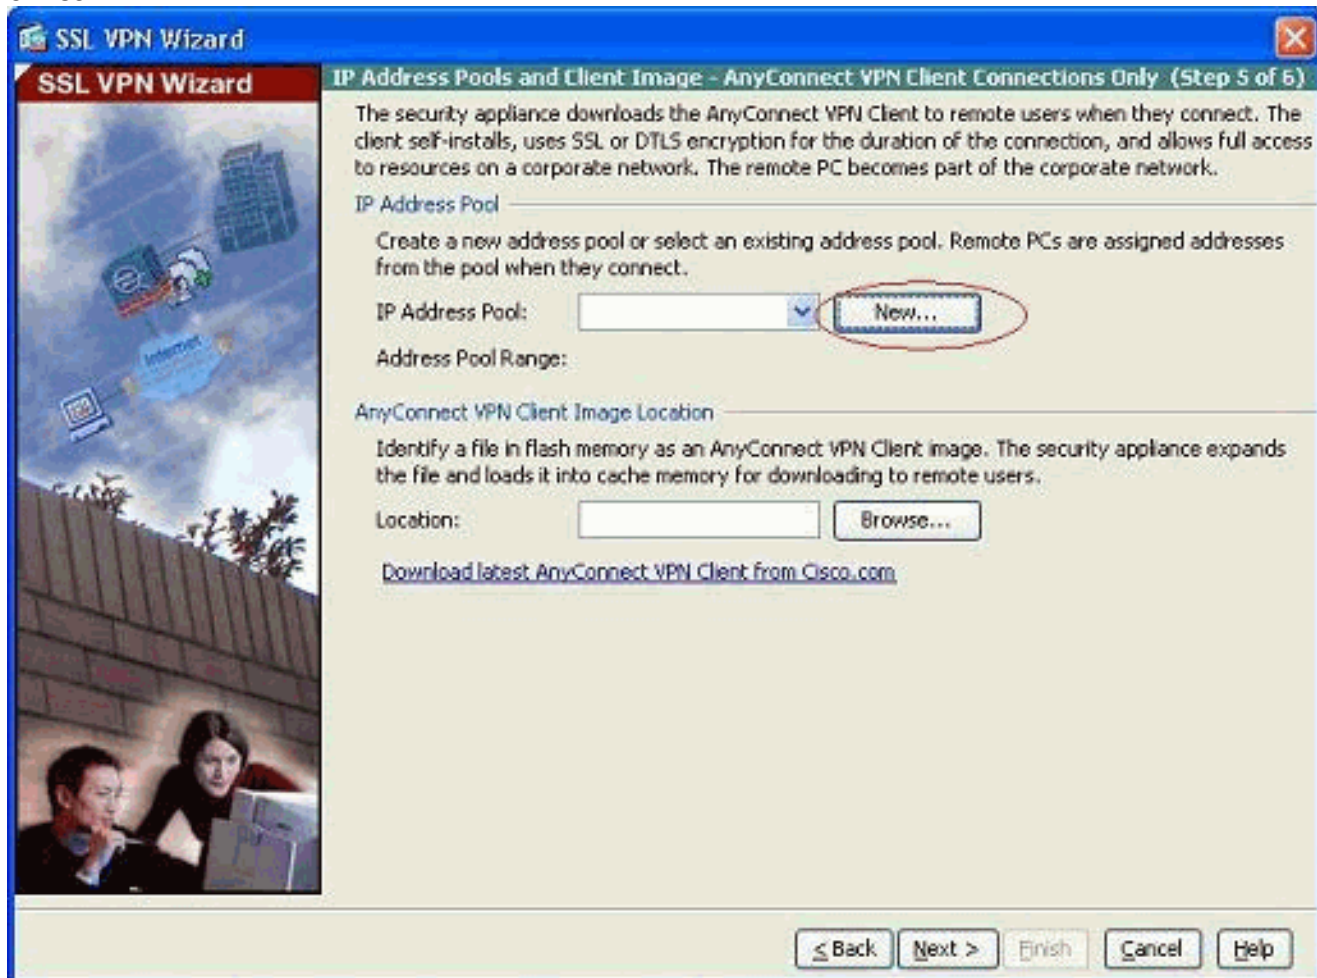 SSL VPN Wizard
SSL VPN Wizard
IP Address Pools and Client Image - AnyConnect VPN Client Connections Only (Step 5 of 6)
The security appliance downloads the AnyConnect VPN Client to remote users when they connect. The
client self-installs, uses SSL or DTLS encryption for the duration of the connection, and allows full access
to resources on a corporate network. The remote PC becomes part of the corporate network.
IP Address Pool
Create a new address pool or select an existing address pool. Remote PCs are assigned addresses
from the pool when they connect.
IP Address Pool: New...
Address Pool Range:
AnyConnect VPN Client Image Location
Identify a file in flash memory as an AnyConnect VPN Client image. The security appliance expands
the file and loads it into cache memory for downloading to remote users.
Location: Browse...
Download latest AnyConnect VPN Client from Cisco.com
Internet
< Back Next > Finish Cancel Help